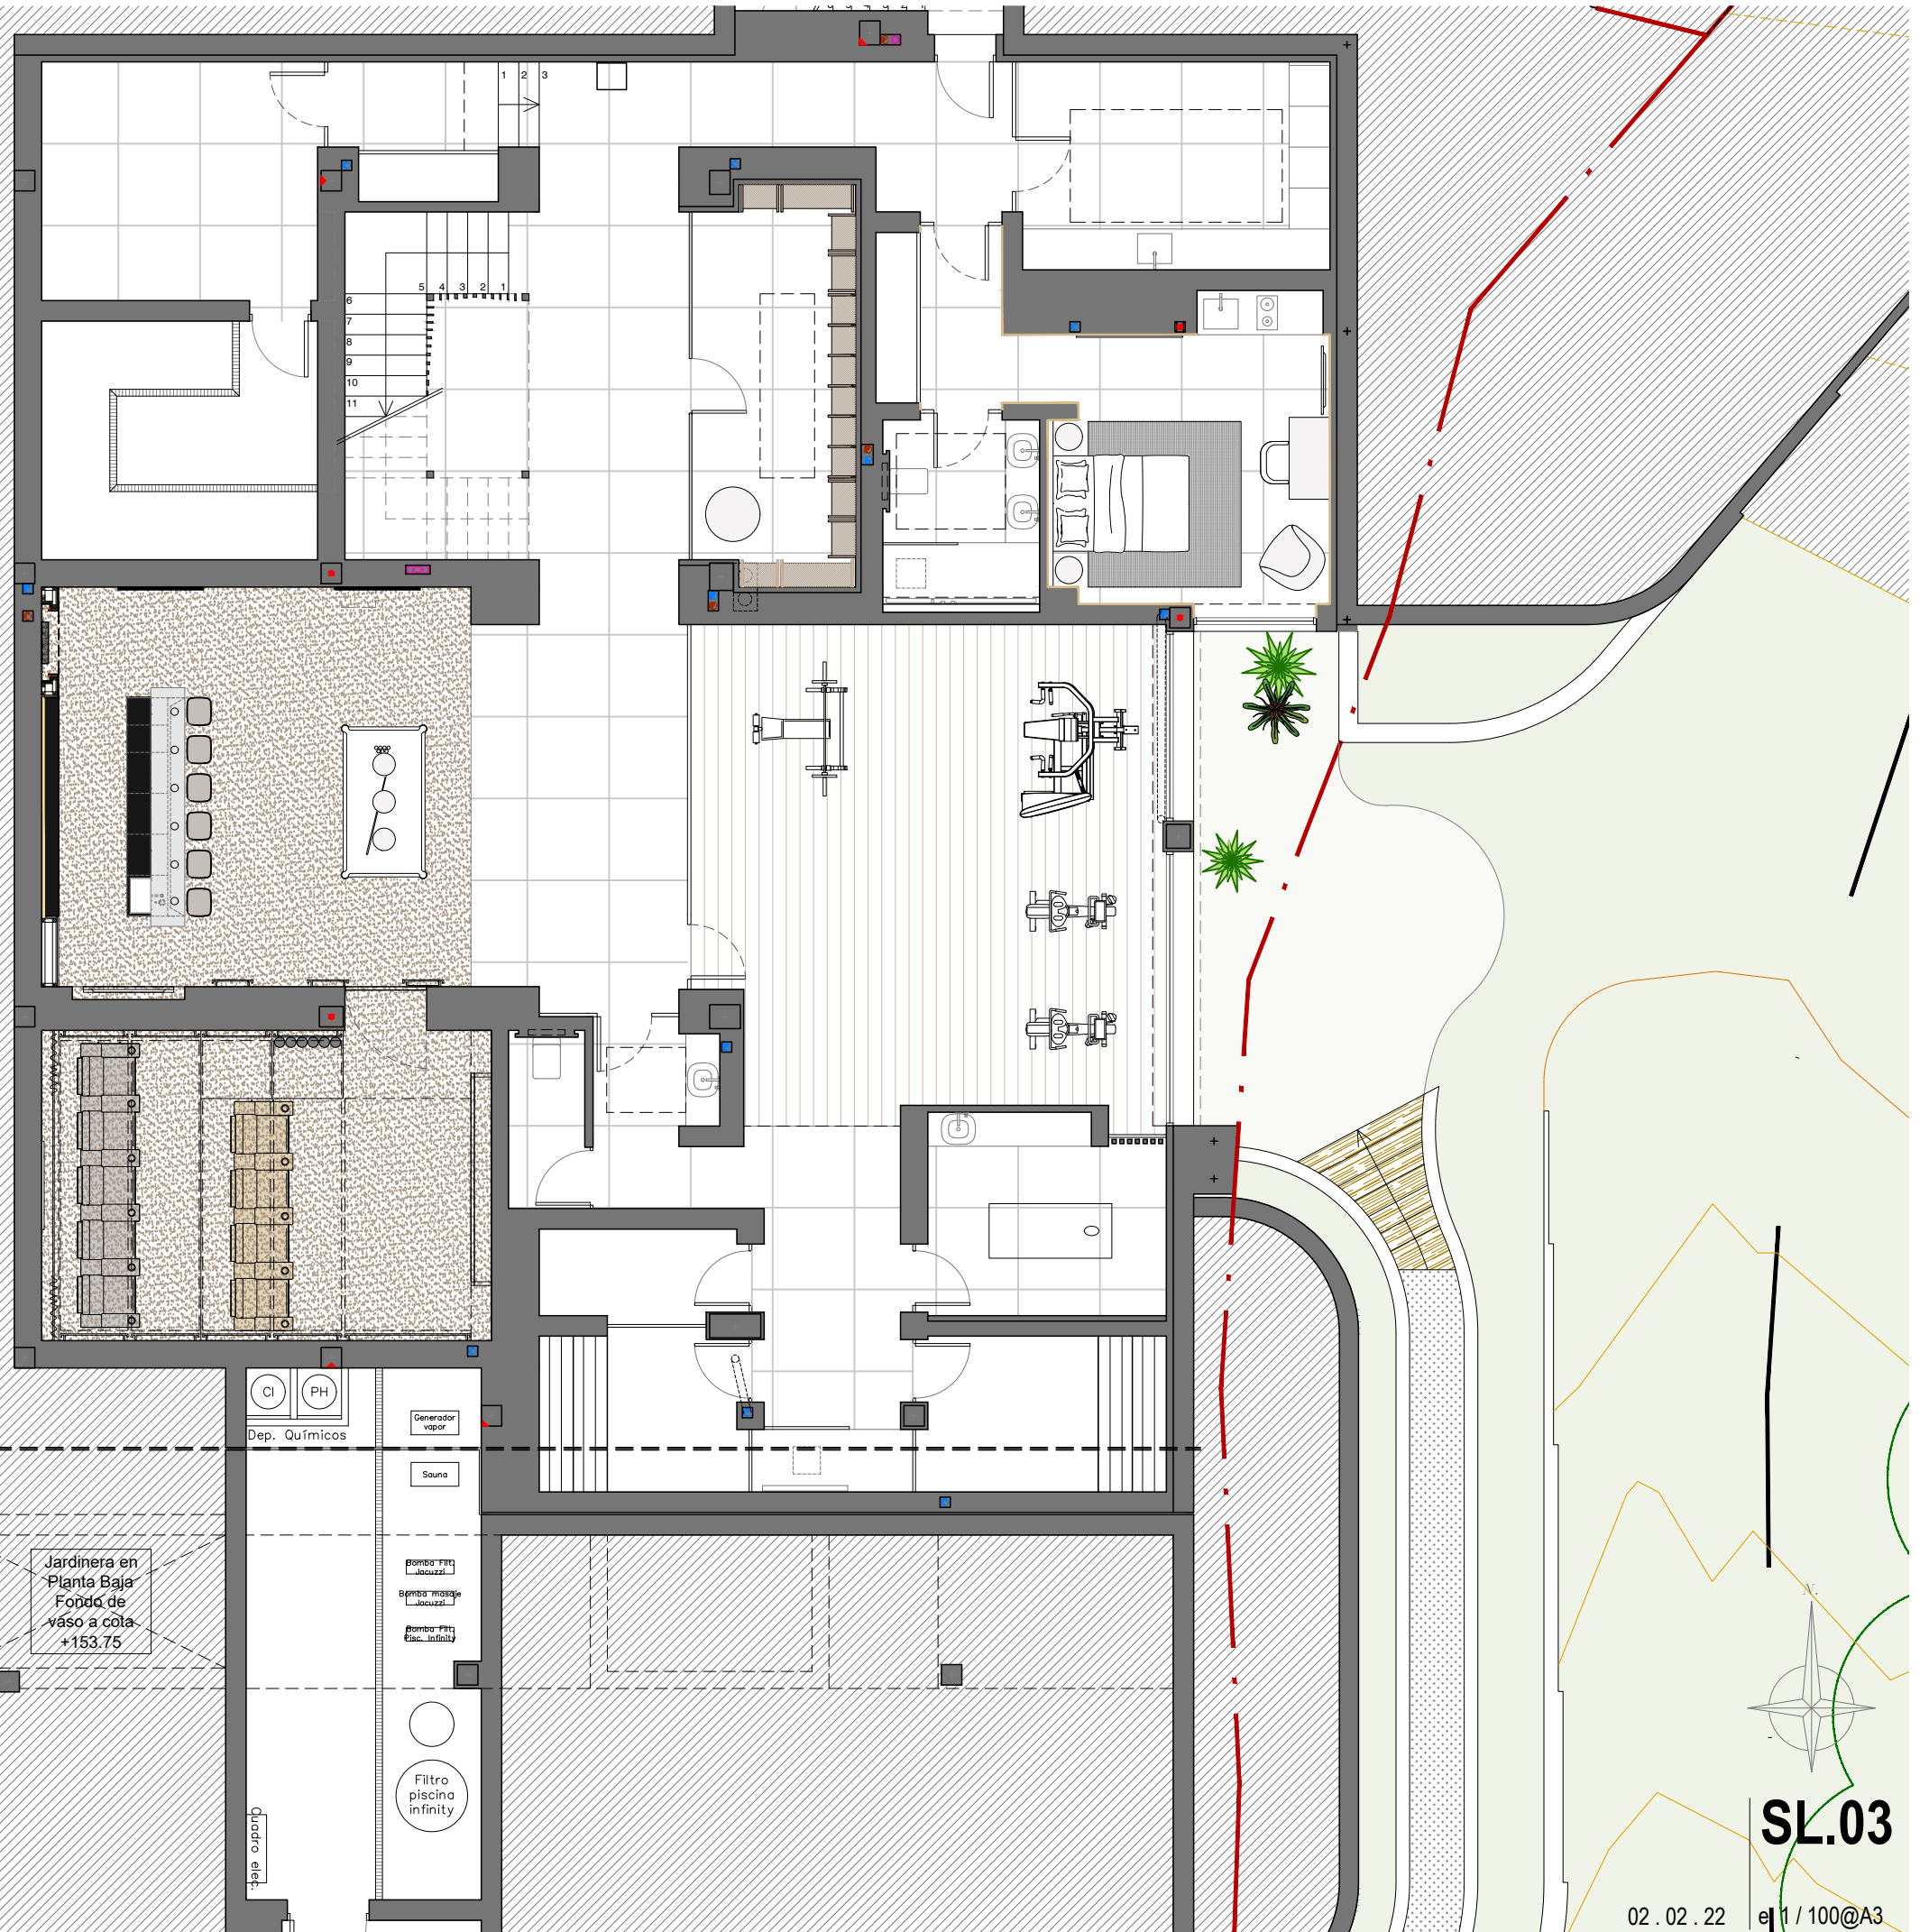 1 2 3
5 4 3 2 1
6
7
8
9
10
11
CI
PH
Dep. Químicos
Generador
vapor
Sauna
Bomba Filt.
Jacuzzi
Bomba masaje
Jacuzzi
Bomba Filt.
Pisc. Infinity
Jardinera en
Planta Baja
Fondo de
vaso a cota
+153.75
Filtro
piscina
infinity
Cuadro elec.
N.
SL.03
02 . 02 . 22
e 1 / 100@A3